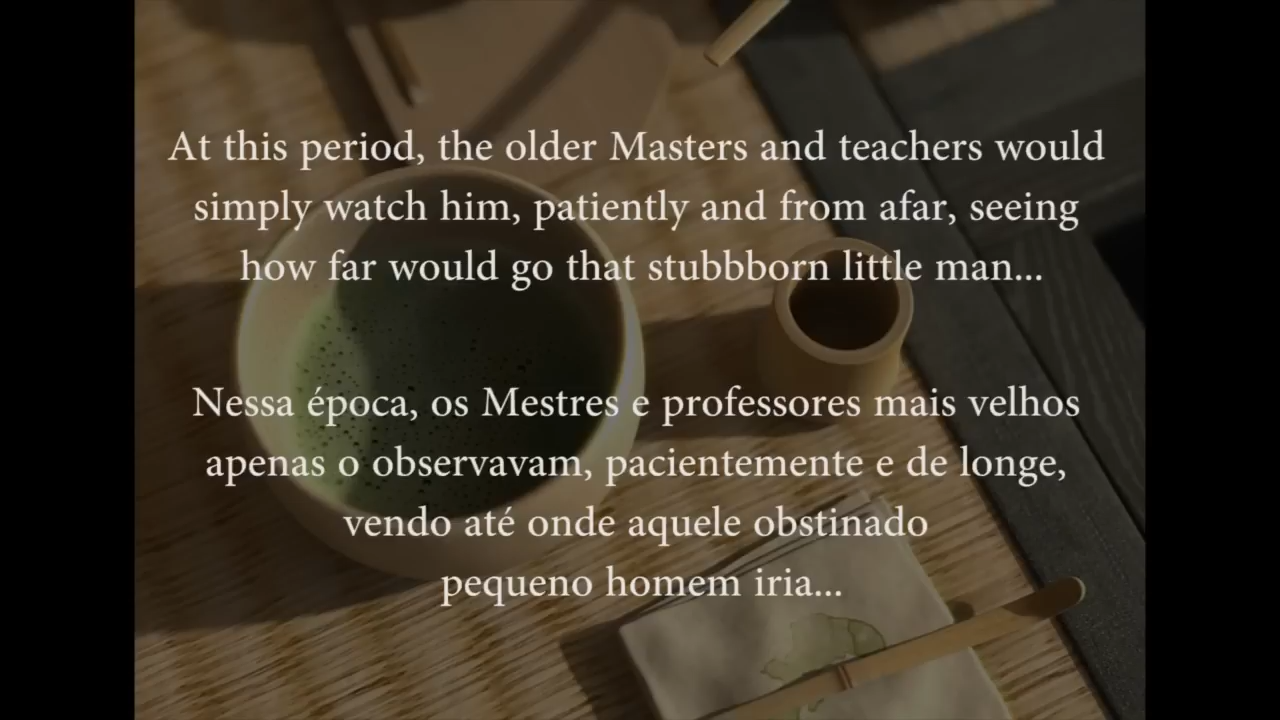 At this period, the older Masters and teachers would
simply watch him, patiently and from afar, seeing
how far would go that stubbborn little man...
Nessa época, os Mestres e professores mais velhos
apenas o observavam, pacientemente e de longe,
vendo até onde aquele obstinado
pequeno homem iria...